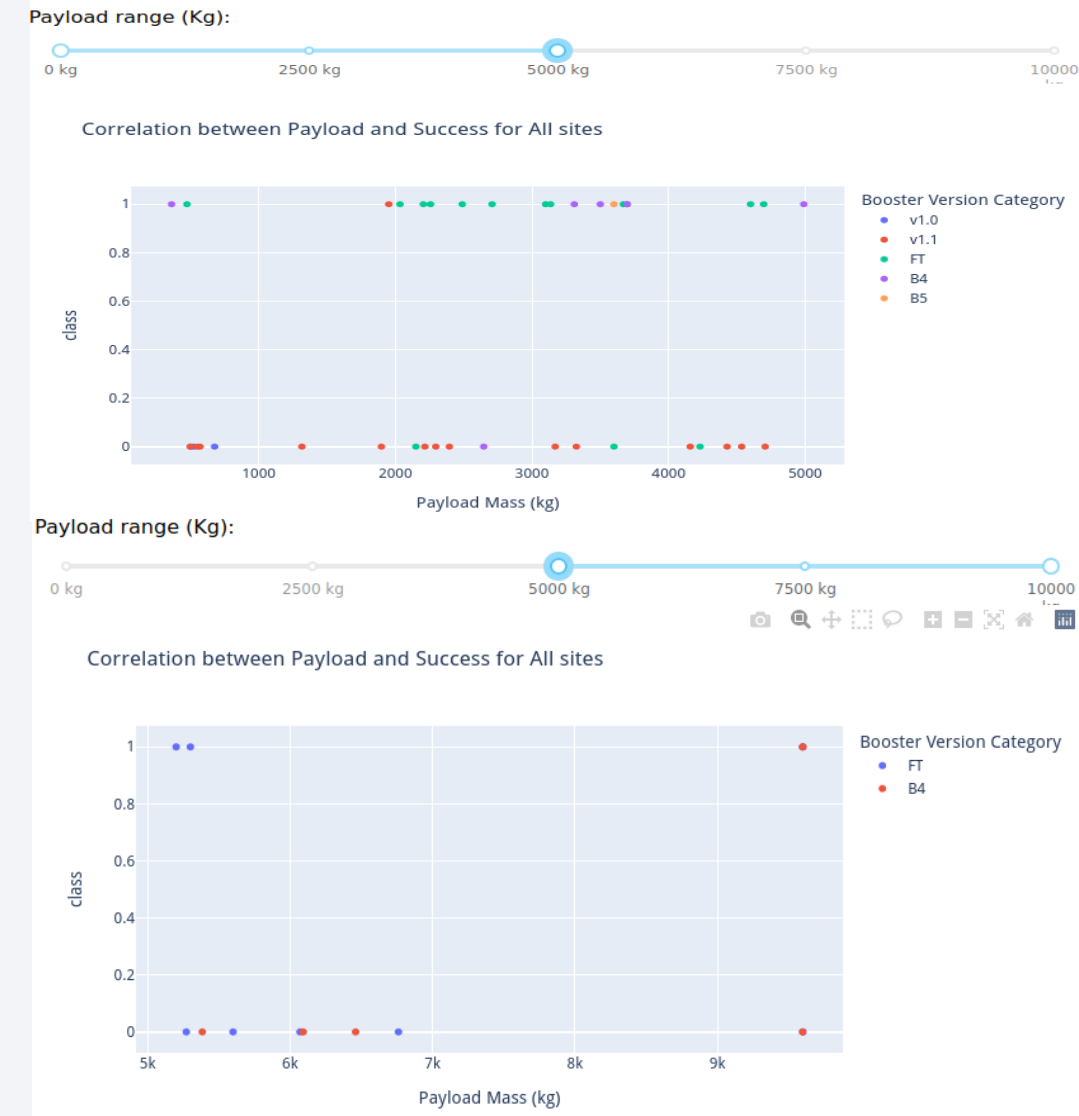 Payload range (Kg):
0 kg 2500 kg 5000 kg 7500 kg 10000
Correlation between Payload and Success for All sites
Booster Version Category
v1.0
v1.1
FT
B4
B5
1
0.8
0.6
0.4
0.2
0
class
1000 2000 3000 4000 5000
Payload Mass (kg)
Payload range (Kg):
0 kg 2500 kg 5000 kg 7500 kg 10000
Correlation between Payload and Success for All sites
Booster Version Category
FT
B4
1
0.8
0.6
0.4
0.2
0
class
5k 6k 7k 8k 9k
Payload Mass (kg)